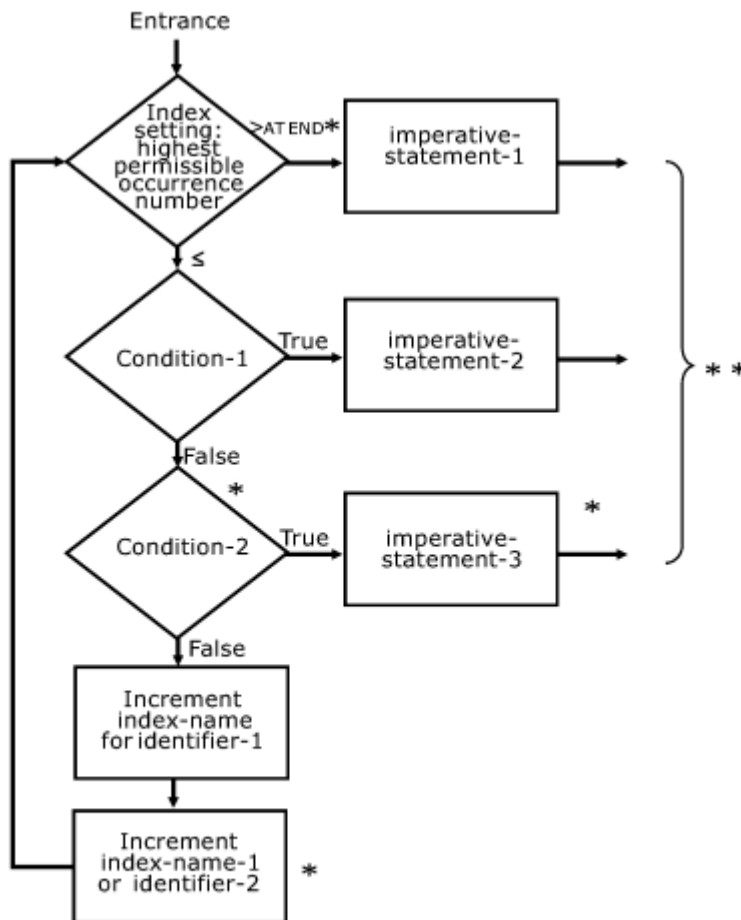 Entrance
Index
setting:
highest
permissible
occurrence
number
>AT END*
imperative-
statement-1
≤
Condition-1
True
imperative-
statement-2
* *
False
*
Condition-2
True
imperative-
statement-3
*
False
Increment
index-name
for identifier-1
Increment
index-name-1
or identifier-2
*